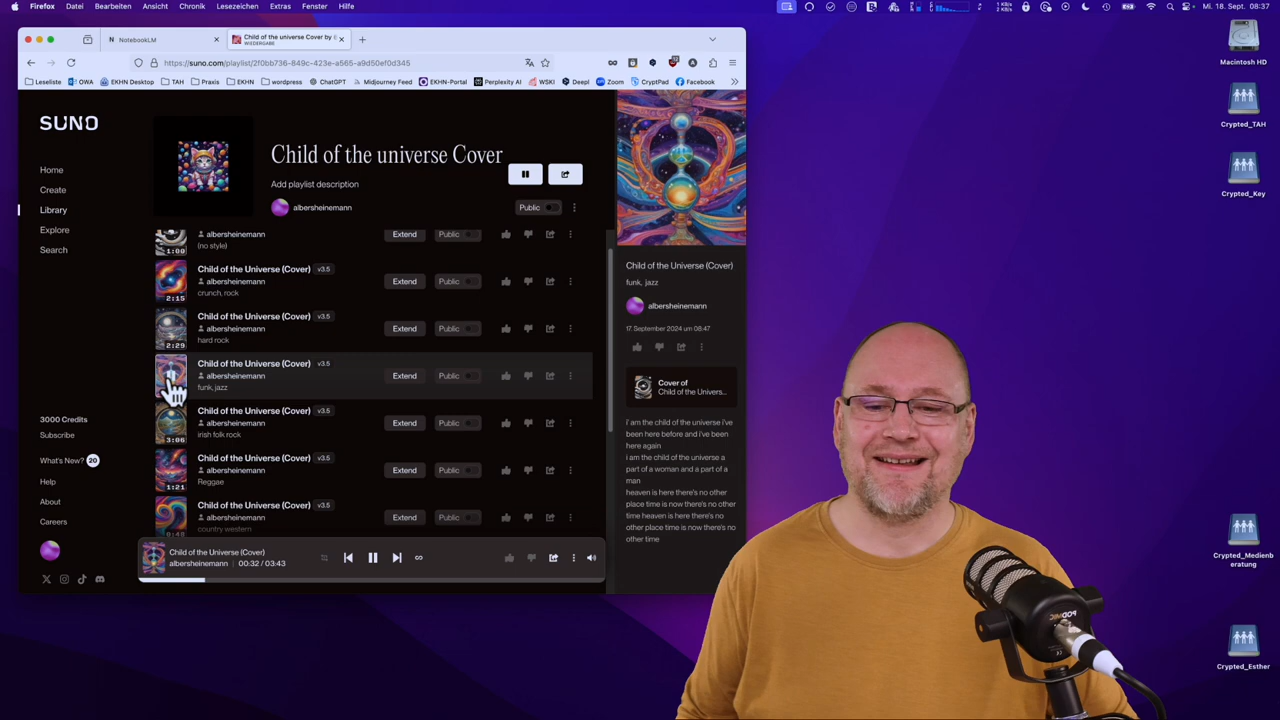 Firefox Datei Bearbeiten Ansicht Chronik Lesezeichen Extras Fenster Hilfe
Mi. 18. Sept. 08:37
NotebookLM
Child of the universe Cover by
WIEDERGABE
https://suno.com/playlist/2f0bb736-849c-423e-a565-a9d50ef0d345
Leseliste OWA EKHN Desktop TAH Praxis EKHN wordpress ChatGPT Midjourney Feed EKHN-Portal Perplexity AI WSKI Deepl Zoom CryptPad Facebook
SUNO
Home
Create
Library
Explore
Search
3000 Credits
Subscribe
What's New? 20
Help
About
Careers
Child of the universe Cover
Add playlist description
albersheinemann
Public
albersheinemann
(no style)
1:00
Extend Public
Child of the Universe (Cover) v3.5
albersheinemann
crunch, rock
2:15
Extend Public
Child of the Universe (Cover) v3.5
albersheinemann
hard rock
2:29
Extend Public
Child of the Universe (Cover) v3.5
albersheinemann
funk, jazz
Extend Public
Child of the Universe (Cover) v3.5
albersheinemann
irish folk rock
3:06
Extend Public
Child of the Universe (Cover) v3.5
albersheinemann
Reggae
1:21
Extend Public
Child of the Universe (Cover) v3.5
albersheinemann
country western
Extend Public
Child of the Universe (Cover)
albersheinemann 00:32 / 03:43
Child of the Universe (Cover)
funk, jazz
albersheinemann
17. September 2024 um 08:47
Cover of
Child of the Univers...
I' am the child of the universe i've
been here before and i've been
here again
i am the child of the universe a
part of a woman and a part of a
man
heaven is here there's no other
place time is now there's no other
time heaven is here there's no
other place time is now there's no
other time
Macintosh HD
Crypted_TAH
Crypted_Key
Crypted_Medienb
eratung
Crypted_Esther